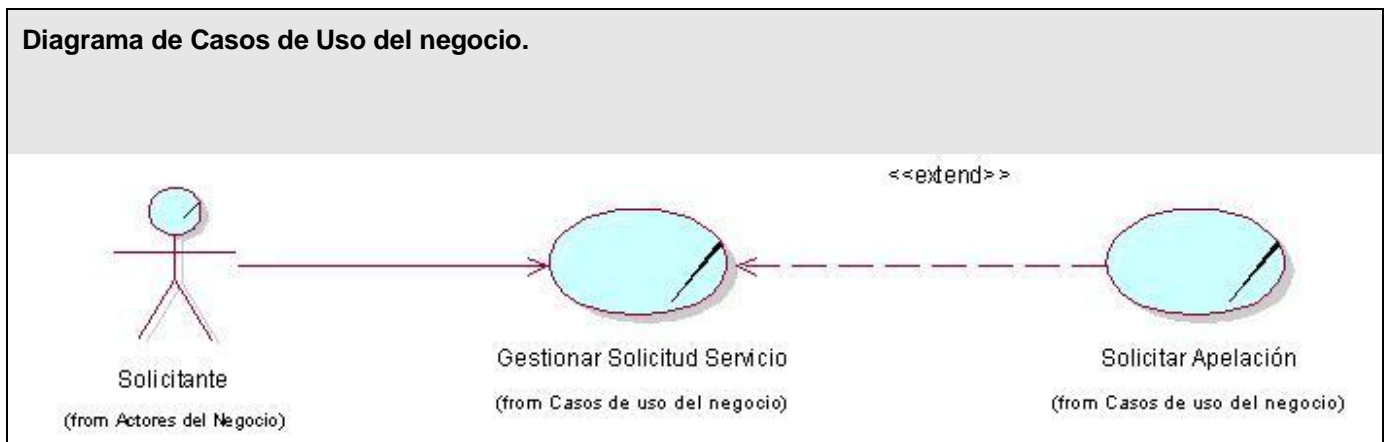 Diagrama de Casos de Uso del negocio.
<<extend>>
Solicitante
(from Actores del Negocio)
Gestionar Solicitud Servicio
(from Casos de uso del negocio)
Solicitar Apelación
(from Casos de uso del negocio)